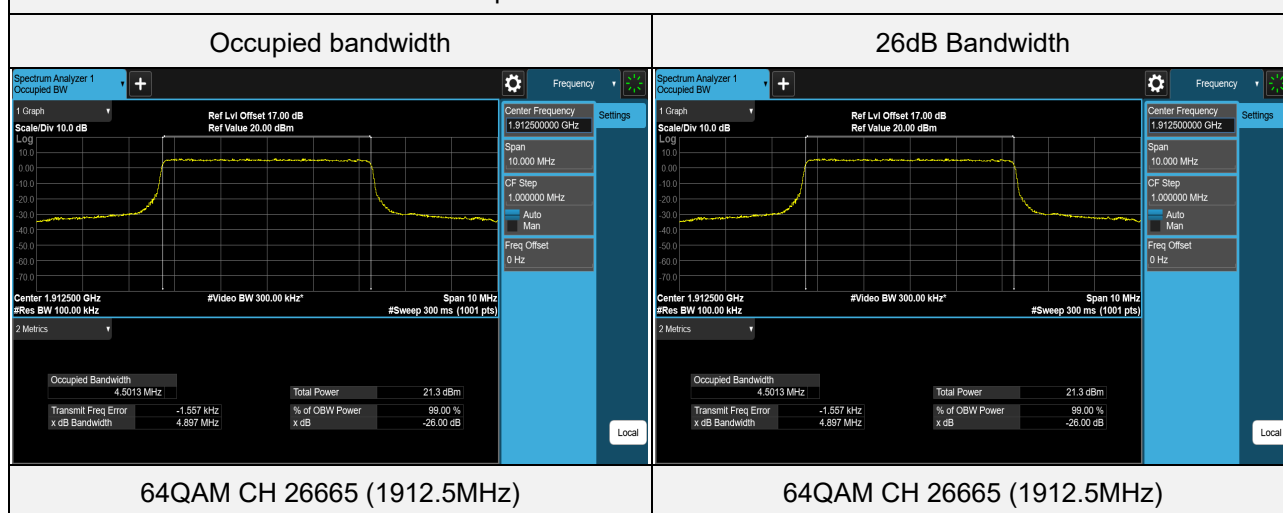 Occupied bandwidth
26dB Bandwidth
Spectrum Analyzer 1
Occupied BW
+
Frequency
1 Graph
Ref Lvl Offset 17.00 dB
Scale/Div 10.0 dB
Ref Value 20.00 dBm
Log
10.0
0.00
-10.0
-20.0
-30.0
-40.0
-50.0
-60.0
-70.0
Center 1.912500 GHz
#Video BW 300.00 kHz*
Span 10 MHz
#Res BW 100.00 kHz
#Sweep 300 ms (1001 pts)
2 Metrics
Occupied Bandwidth
4.5013 MHz
Total Power 21.3 dBm
Transmit Freq Error -1.557 kHz
% of OBW Power 99.00 %
x dB Bandwidth 4.897 MHz
x dB -26.00 dB
Center Frequency
1.912500000 GHz
Settings
Span
10.000 MHz
CF Step
1.000000 MHz
Auto
Man
Freq Offset
0 Hz
Local
Spectrum Analyzer 1
Occupied BW
+
Frequency
1 Graph
Ref Lvl Offset 17.00 dB
Scale/Div 10.0 dB
Ref Value 20.00 dBm
Log
10.0
0.00
-10.0
-20.0
-30.0
-40.0
-50.0
-60.0
-70.0
Center 1.912500 GHz
#Video BW 300.00 kHz*
Span 10 MHz
#Res BW 100.00 kHz
#Sweep 300 ms (1001 pts)
2 Metrics
Occupied Bandwidth
4.5013 MHz
Total Power 21.3 dBm
Transmit Freq Error -1.557 kHz
% of OBW Power 99.00 %
x dB Bandwidth 4.897 MHz
x dB -26.00 dB
Center Frequency
1.912500000 GHz
Settings
Span
10.000 MHz
CF Step
1.000000 MHz
Auto
Man
Freq Offset
0 Hz
Local
64QAM CH 26665 (1912.5MHz)
64QAM CH 26665 (1912.5MHz)